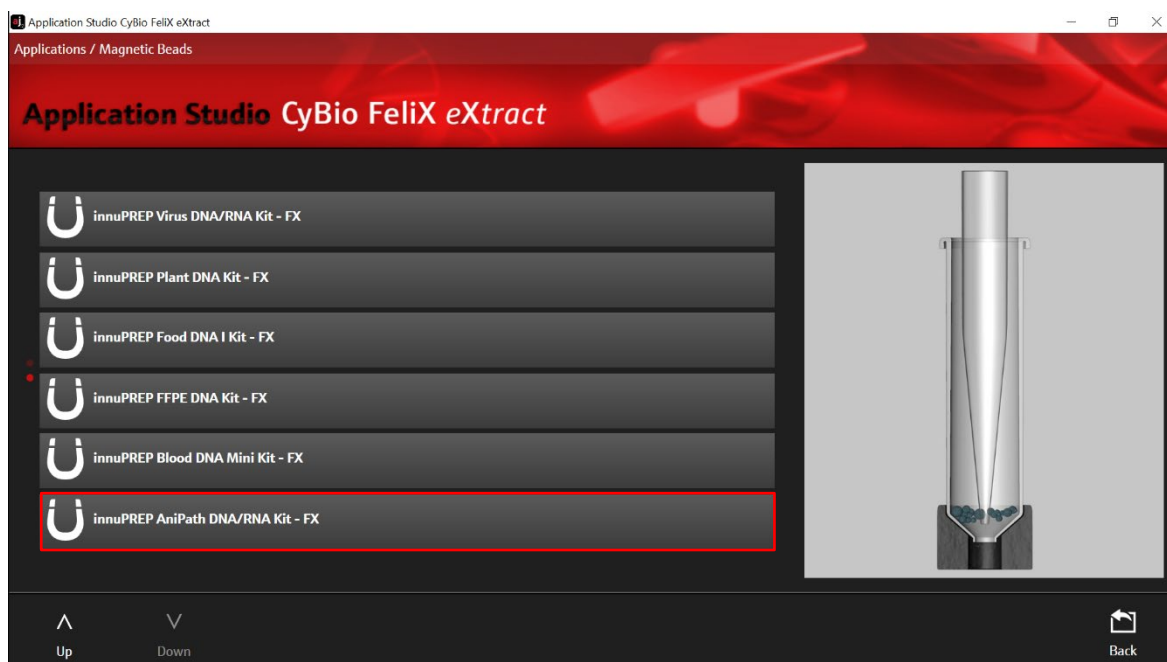 Application Studio CyBio FeliX eXtract
Applications / Magnetic Beads
Application Studio CyBio FeliX eXtract
innuPREP Virus DNA/RNA Kit - FX
innuPREP Plant DNA Kit - FX
innuPREP Food DNA I Kit - FX
innuPREP FFPE DNA Kit - FX
innuPREP Blood DNA Mini Kit - FX
innuPREP AniPath DNA/RNA Kit - FX
Up Down Back